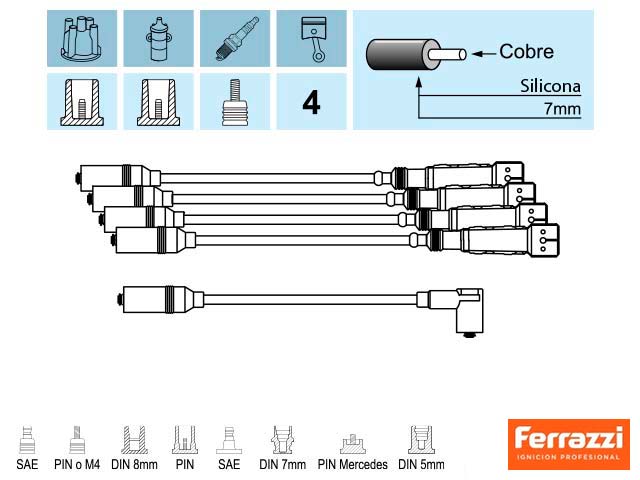 Cobre
Silicona
7mm
4
SAE PIN o M4 DIN 8mm PIN SAE DIN 7mm PIN Mercedes DIN 5mm
Ferrazzi
IGNICION PROFESIONAL